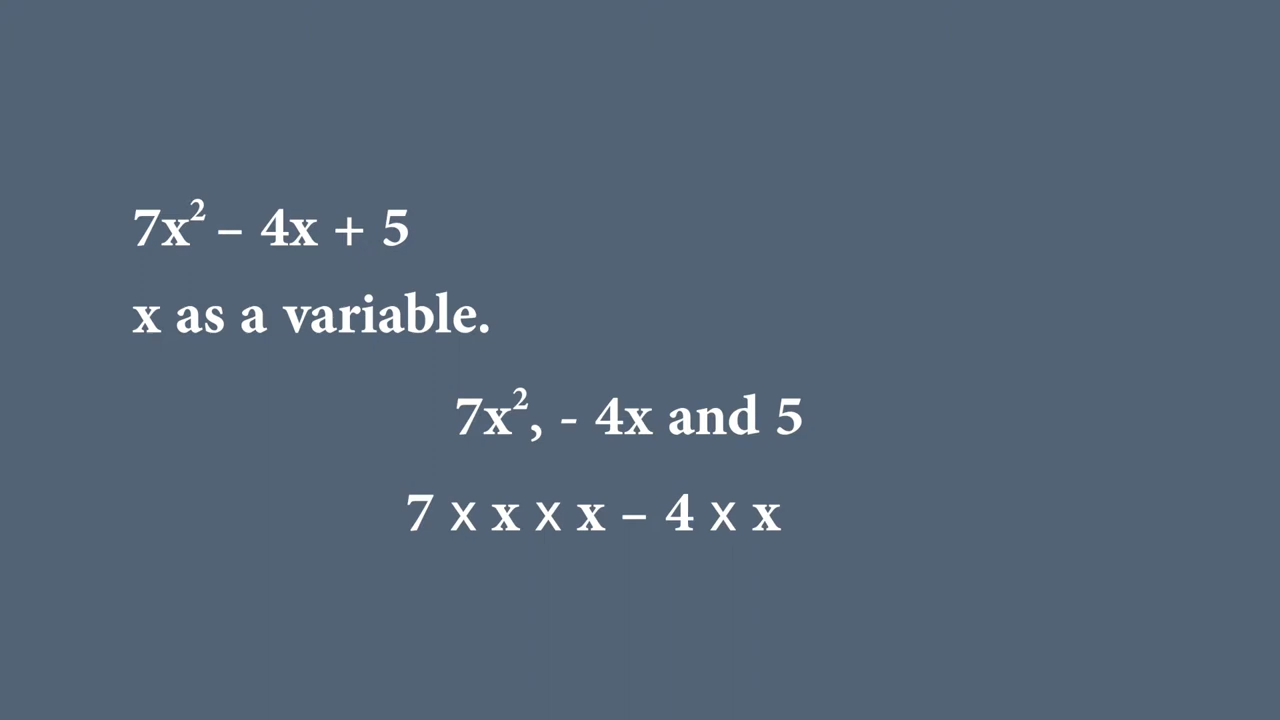 7x² – 4x + 5
x as a variable.
7x², - 4x and 5
7 × x × x – 4 × x